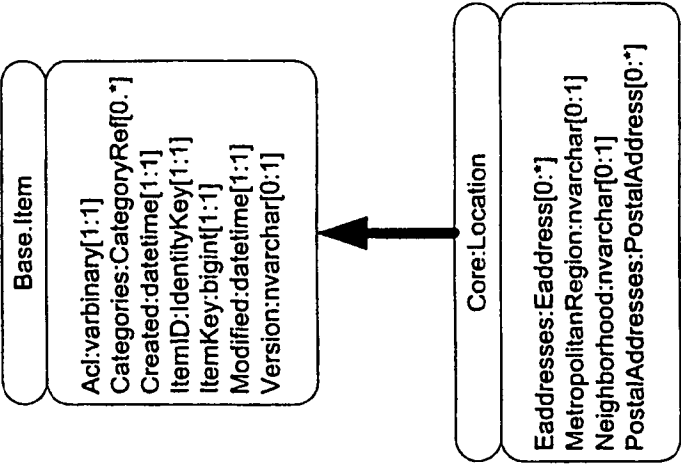 Base.Item
Acl:varbinary[1:1]
Categories:CategoryRef[0.*]
Created:datetime[1:1]
ItemID:IdentityKey[1:1]
ItemKey:bigint[1:1]
Modified:datetime[1:1]
Version:nvarchar[0:1]
Core:Location
Eaddresses:Eaddress[0:*]
MetropolitanRegion:nvarchar[0:1]
Neighborhood:nvarchar[0:1]
PostalAddresses:PostalAddress[0:*]